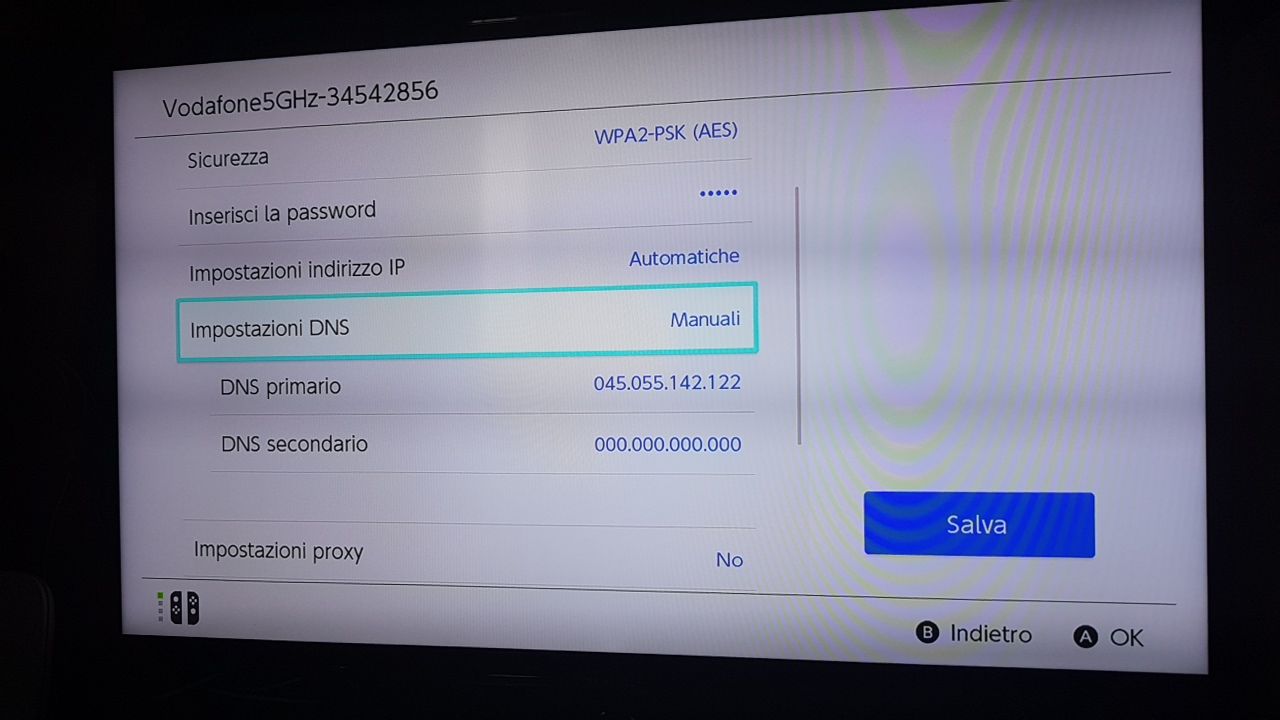 Vodafone5GHz-34542856
Sicurezza WPA2-PSK (AES)
Inserisci la password •••••
Impostazioni indirizzo IP Automatiche
Impostazioni DNS Manuali
DNS primario 045.055.142.122
DNS secondario 000.000.000.000
Impostazioni proxy No
Salva
B Indietro A OK